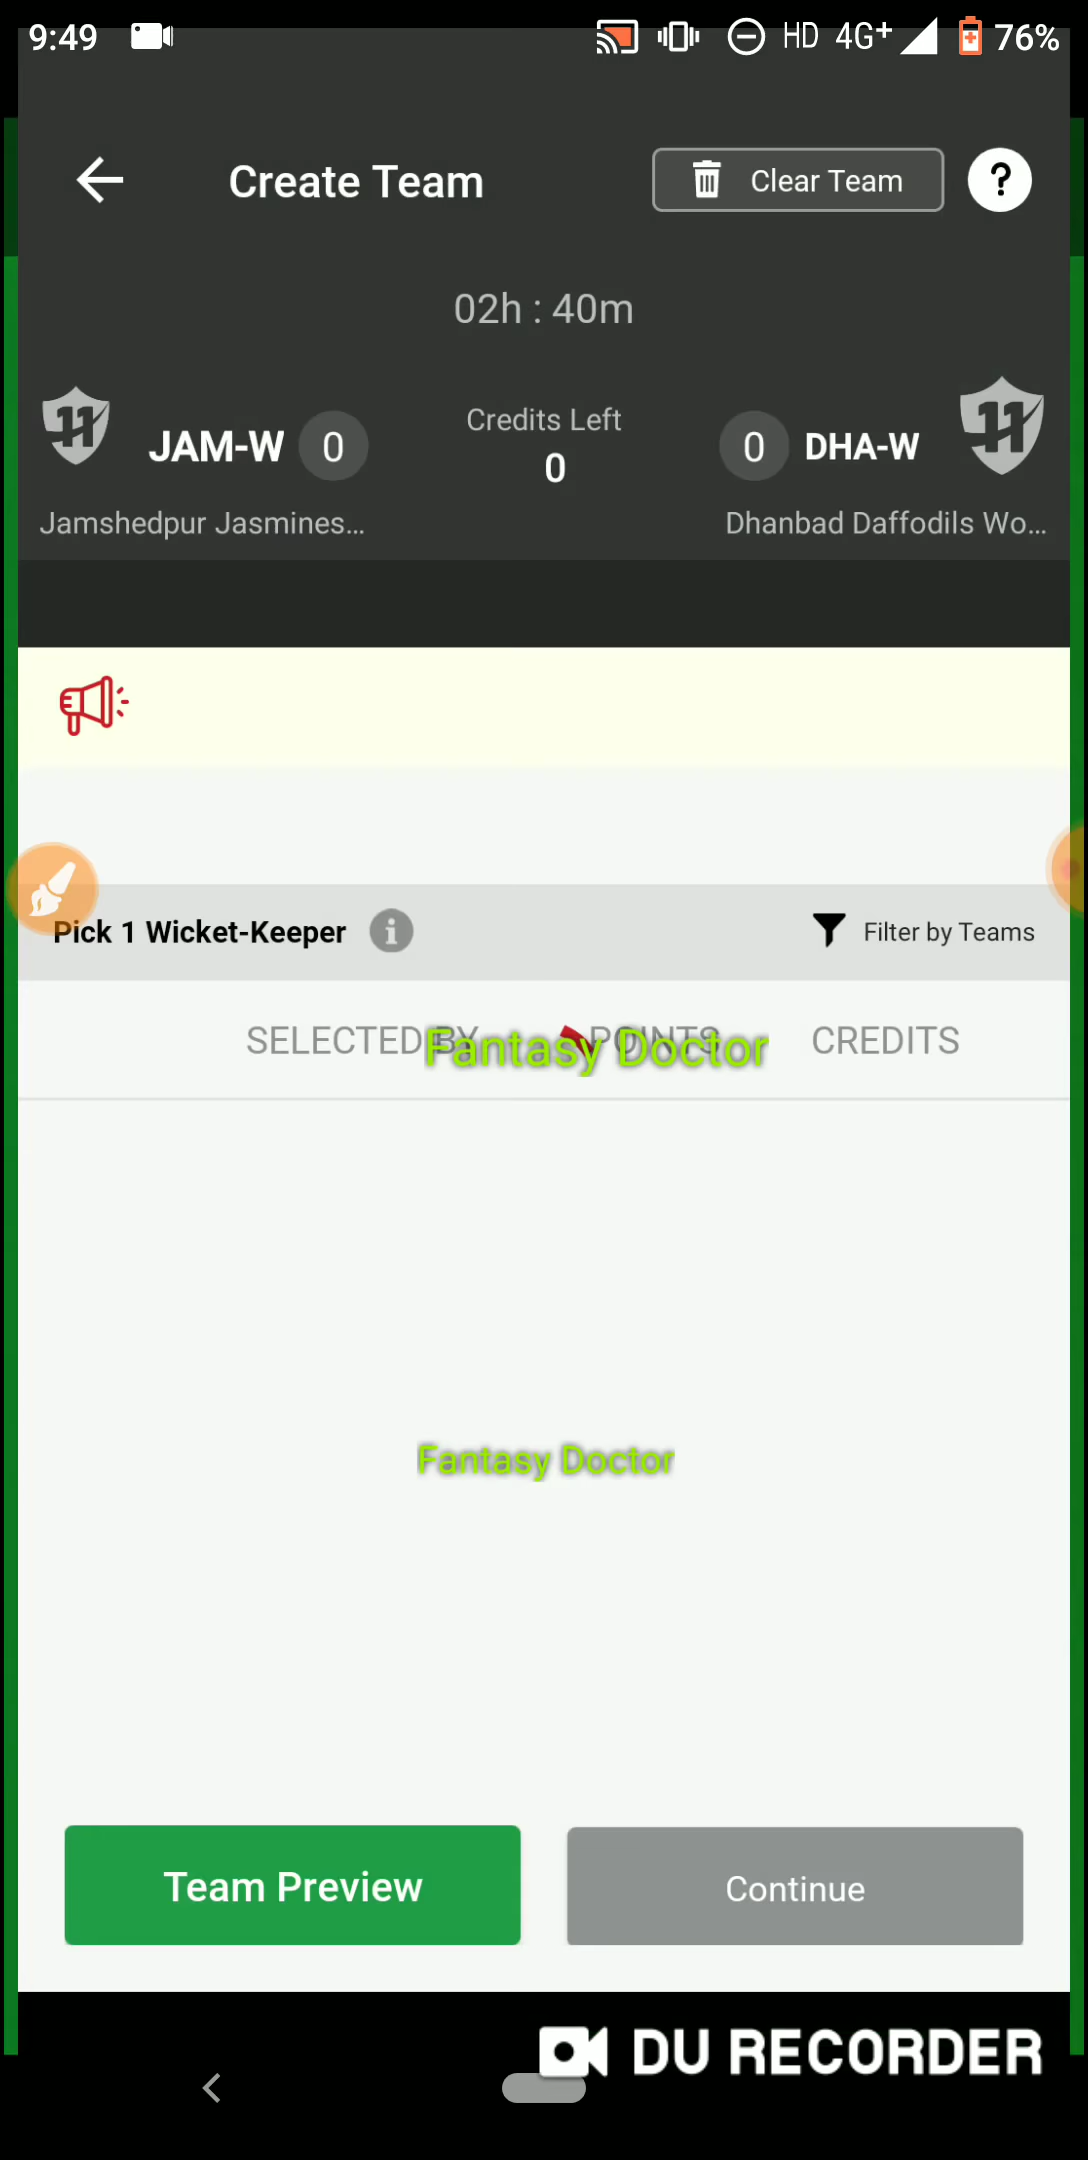 9:49 HD 4G+ 76%
Create Team Clear Team ?
02h : 40m
JAM-W 0 Credits Left 0 0 DHA-W
Jamshedpur Jasmines... Dhanbad Daffodils Wo...
Pick 1 Wicket-Keeper i Filter by Teams
SELECTED BY POINTS CREDITS
Fantasy Doctor
Fantasy Doctor
Team Preview Continue
DU RECORDER